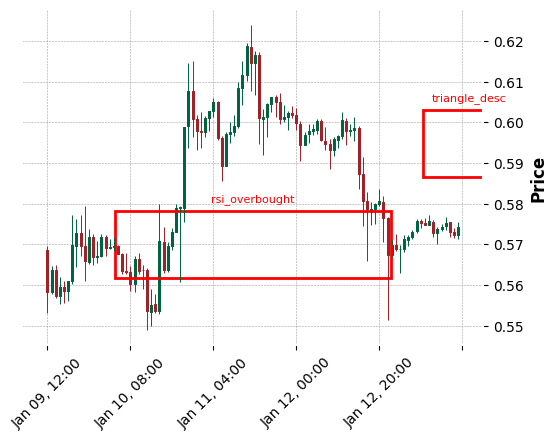 0.62
0.61
triangle_desc
0.60
0.59
Price
rsi_overbought
0.58
0.57
0.56
0.55
Jan 09, 12:00
Jan 10, 08:00
Jan 11, 04:00
Jan 12, 00:00
Jan 12, 20:00